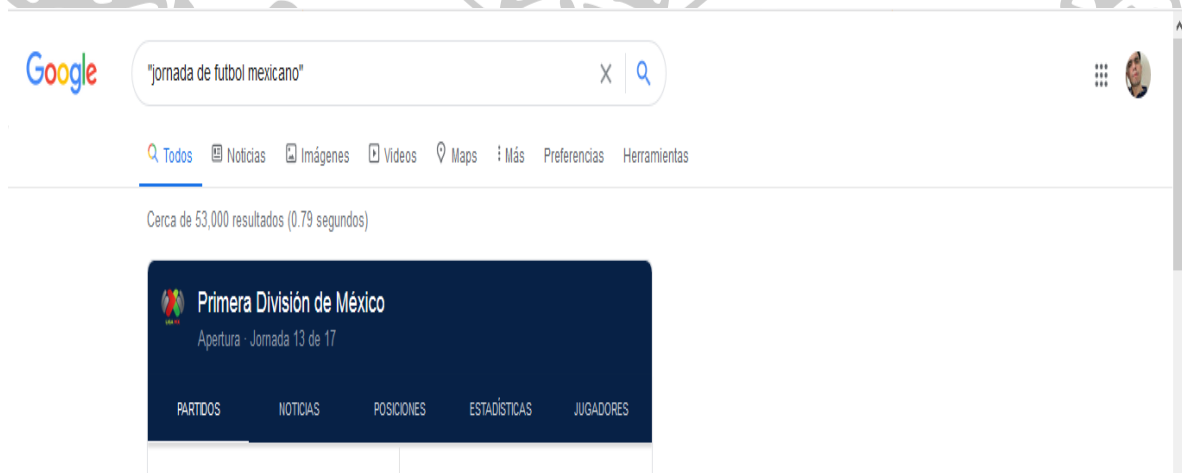 Google
"jornada de futbol mexicano"
Todos Noticias Imágenes Videos Maps Más Preferencias Herramientas
Cerca de 53,000 resultados (0.79 segundos)
Primera División de México
Apertura · Jornada 13 de 17
PARTIDOS NOTICIAS POSICIONES ESTADÍSTICAS JUGADORES